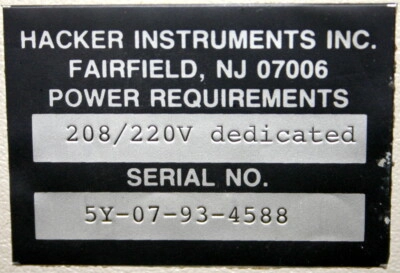 HACKER INSTRUMENTS INC.
FAIRFIELD, NJ 07006
POWER REQUIREMENTS
208/220V dedicated
SERIAL NO.
5Y-07-93-4588